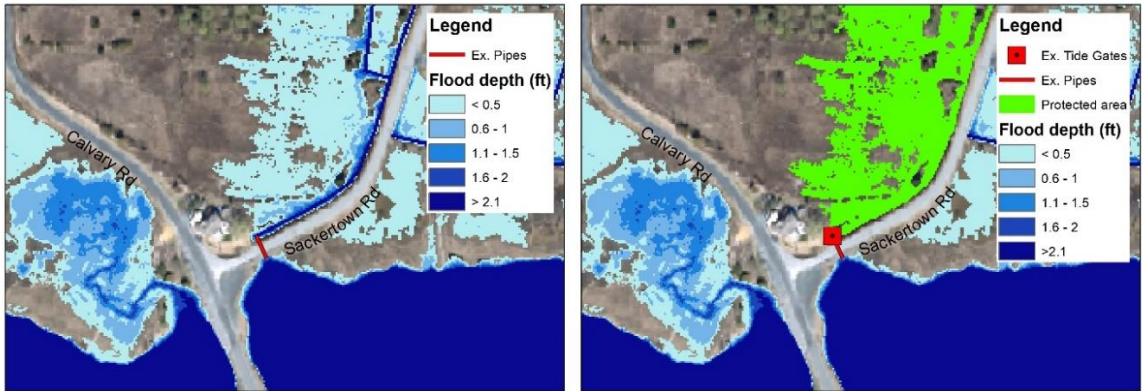 Legend
Ex. Pipes
Flood depth (ft)
< 0.5
0.6 - 1
1.1 - 1.5
1.6 - 2
> 2.1
Calvary Rd
Sackertown Rd
Legend
Ex. Tide Gates
Ex. Pipes
Protected area
Flood depth (ft)
< 0.5
0.6 - 1
1.1 - 1.5
1.6 - 2
>2.1
Calvary Rd
Sackertown Rd